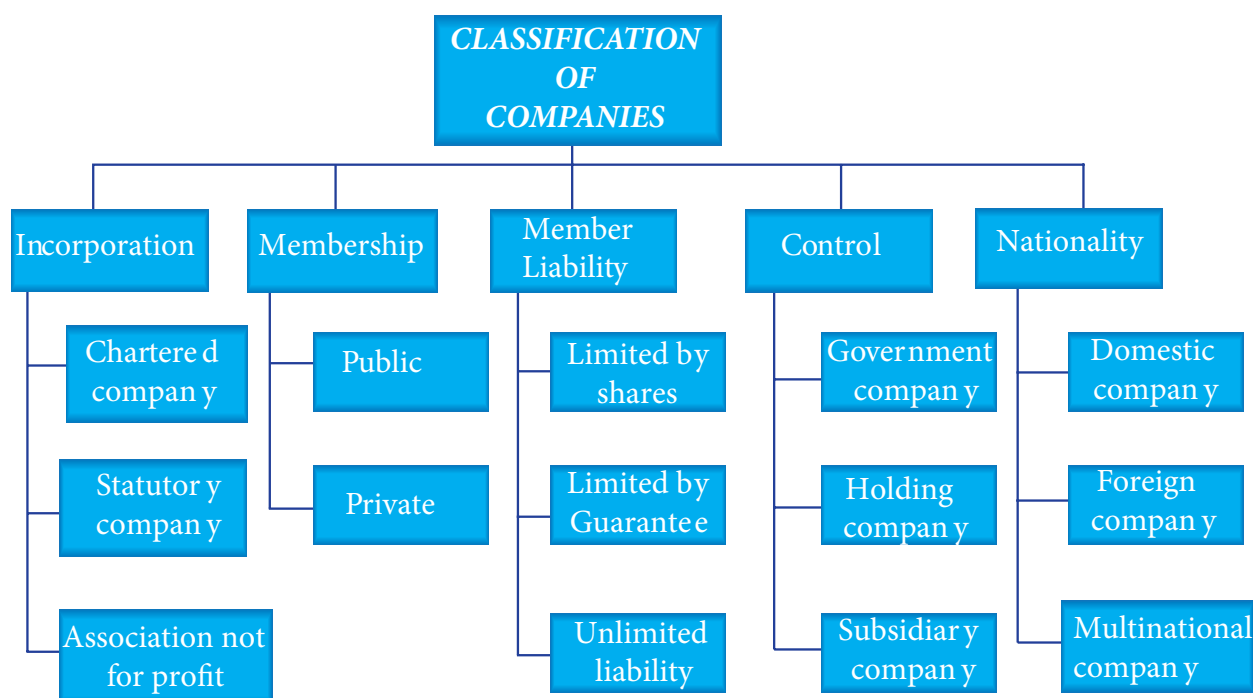 CLASSIFICATION
OF
COMPANIES
Incorporation
Membership
Member
Liability
Control
Nationality
Chartere d
compan y
Public
Limited by
shares
Government
compan y
Domestic
compan y
Statutor y
compan y
Private
Limited by
Guarant e e
Holding
compan y
Foreign
compan y
Association not
for profit
Unlimited
liability
Subsidiar y
compan y
Multinational
compan y